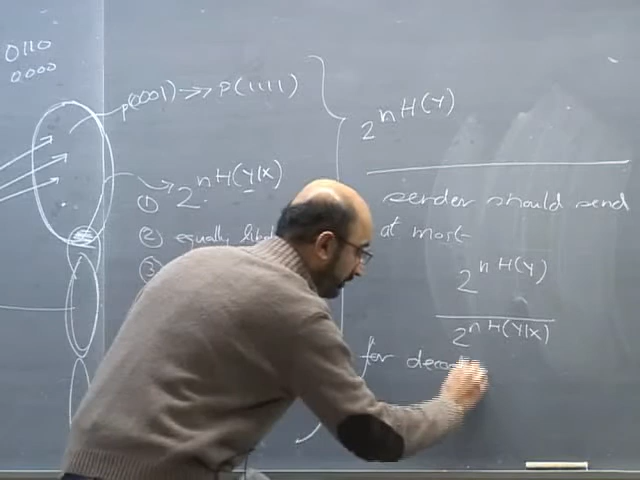 0110
0000
p(0001) >> P(1111)
① 2^{nH(Y|X)}
② equally
③
2^{nH(Y)}
sender should send
at most
2^{nH(Y)}
2^{nH(Y|X)}
for